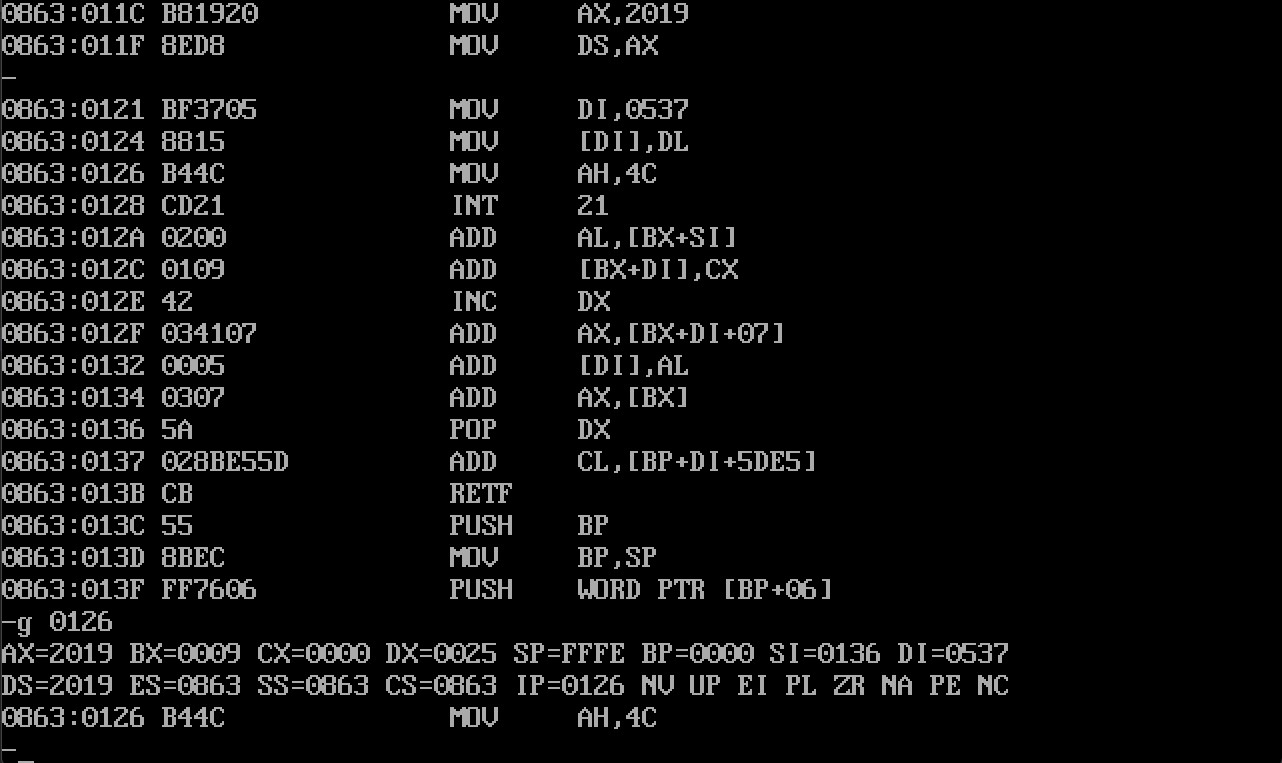 0863:011C B81920            MOV     AX,2019
0863:011F 8ED8              MOV     DS,AX
-
0863:0121 BF3705            MOV     DI,0537
0863:0124 8815              MOV     [DI],DL
0863:0126 B44C              MOV     AH,4C
0863:0128 CD21              INT     21
0863:012A 0200              ADD     AL,[BX+SI]
0863:012C 0109              ADD     [BX+DI],CX
0863:012E 42                INC     DX
0863:012F 034107            ADD     AX,[BX+DI+07]
0863:0132 0005              ADD     [DI],AL
0863:0134 0307              ADD     AX,[BX]
0863:0136 5A                POP     DX
0863:0137 028BE55D          ADD     CL,[BP+DI+5DE5]
0863:013B CB                RETF
0863:013C 55                PUSH    BP
0863:013D 8BEC              MOV     BP,SP
0863:013F FF7606            PUSH    WORD PTR [BP+06]
-g 0126
AX=2019 BX=0009 CX=0000 DX=0025 SP=FFFE BP=0000 SI=0136 DI=0537
DS=2019 ES=0863 SS=0863 CS=0863 IP=0126 NV UP EI PL ZR NA PE NC
0863:0126 B44C              MOV     AH,4C
-_